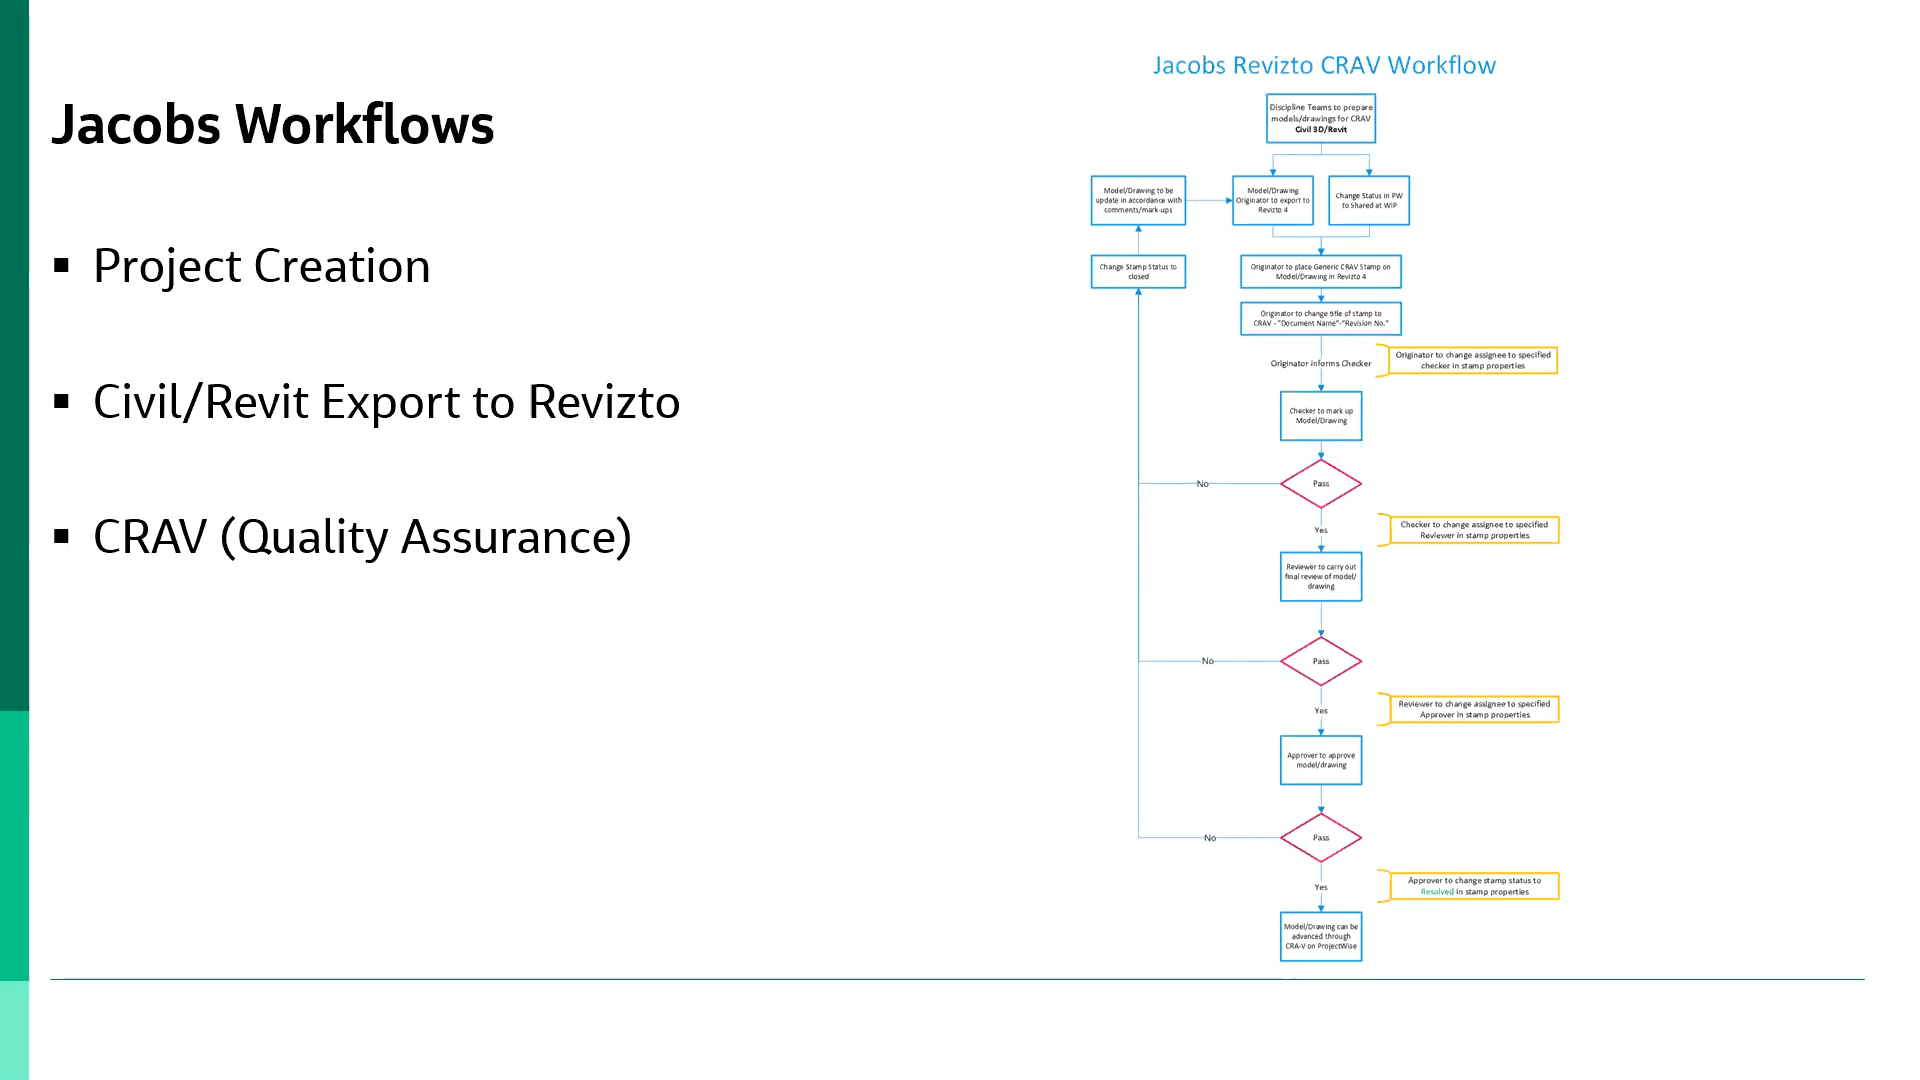 Jacobs Workflows
▪ Project Creation
▪ Civil/Revit Export to Revizto
▪ CRAV (Quality Assurance)
Jacobs Revizto CRAV Workflow
Discipline Teams to prepare
models/drawings for CRAV
Civil 3D/Revit
Model/Drawing to be
update in accordance with
comments/mark-ups
Model/Drawing
Originator to export to
Revizto 4
Change Status in PW
to Shared at WIP
Change Stamp Status to
closed
Originator to place Generic CRAV Stamp on
Model/Drawing in Revizto 4
Originator to change title of stamp to
CRAV - "Document Name"-"Revision No."
Originator informs Checker
Originator to change assignee to specified
checker in stamp properties
Checker to mark up
Model/Drawing
Pass
No
Yes
Checker to change assignee to specified
Reviewer in stamp properties
Reviewer to carry out
final review of model/
drawing
Pass
No
Yes
Reviewer to change assignee to specified
Approver in stamp properties
Approver to approve
model/drawing
Pass
No
Yes
Approver to change stamp status to
Resolved in stamp properties
Model/Drawing can be
advanced through
CRA-V on ProjectWise